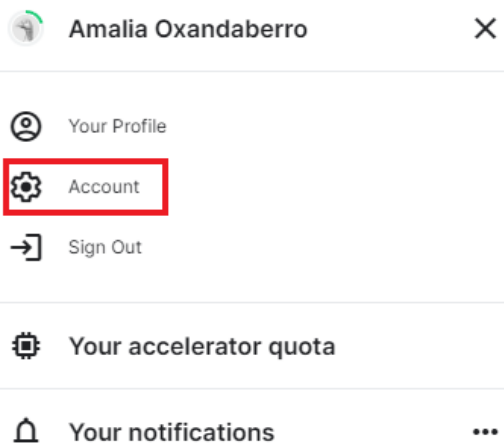 Amalia Oxandaberro
Your Profile
Account
Sign Out
Your accelerator quota
Your notifications